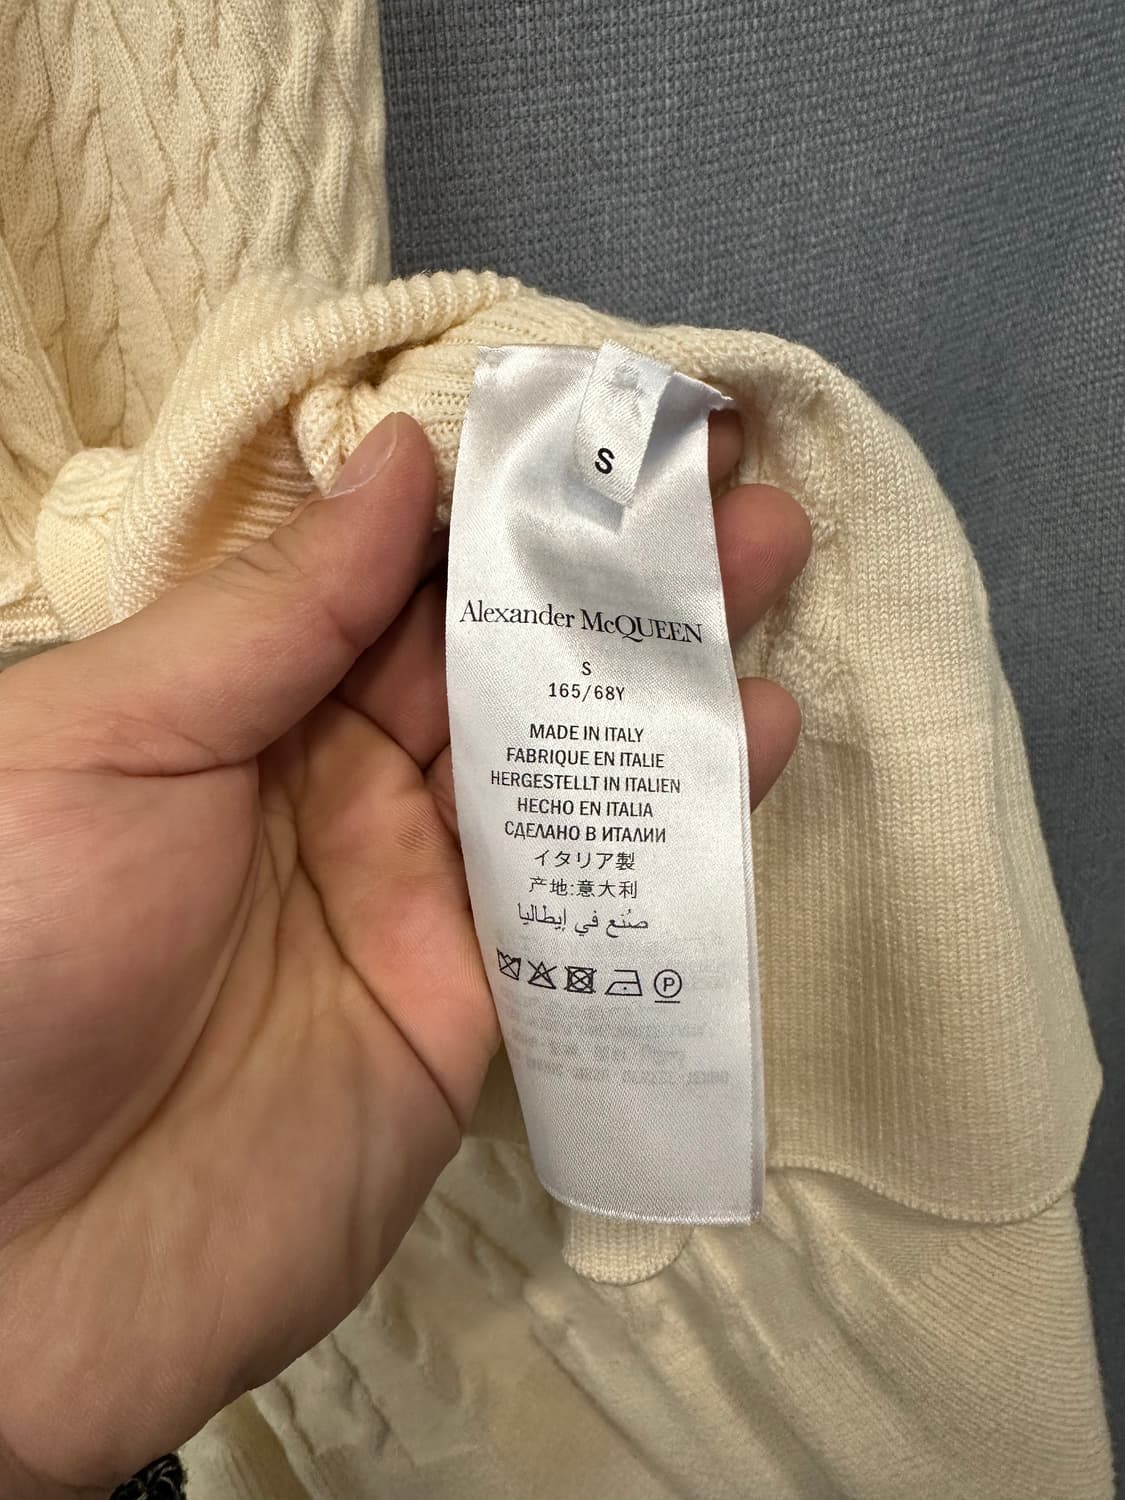 S
Alexander McQUEEN
S
165/68Y
MADE IN ITALY
FABRIQUE EN ITALIE
HERGESTELLT IN ITALIEN
HECHO EN ITALIA
СДЕЛАНО В ИТАЛИИ
イタリア製
产地:意大利
صُنع في إيطاليا
P